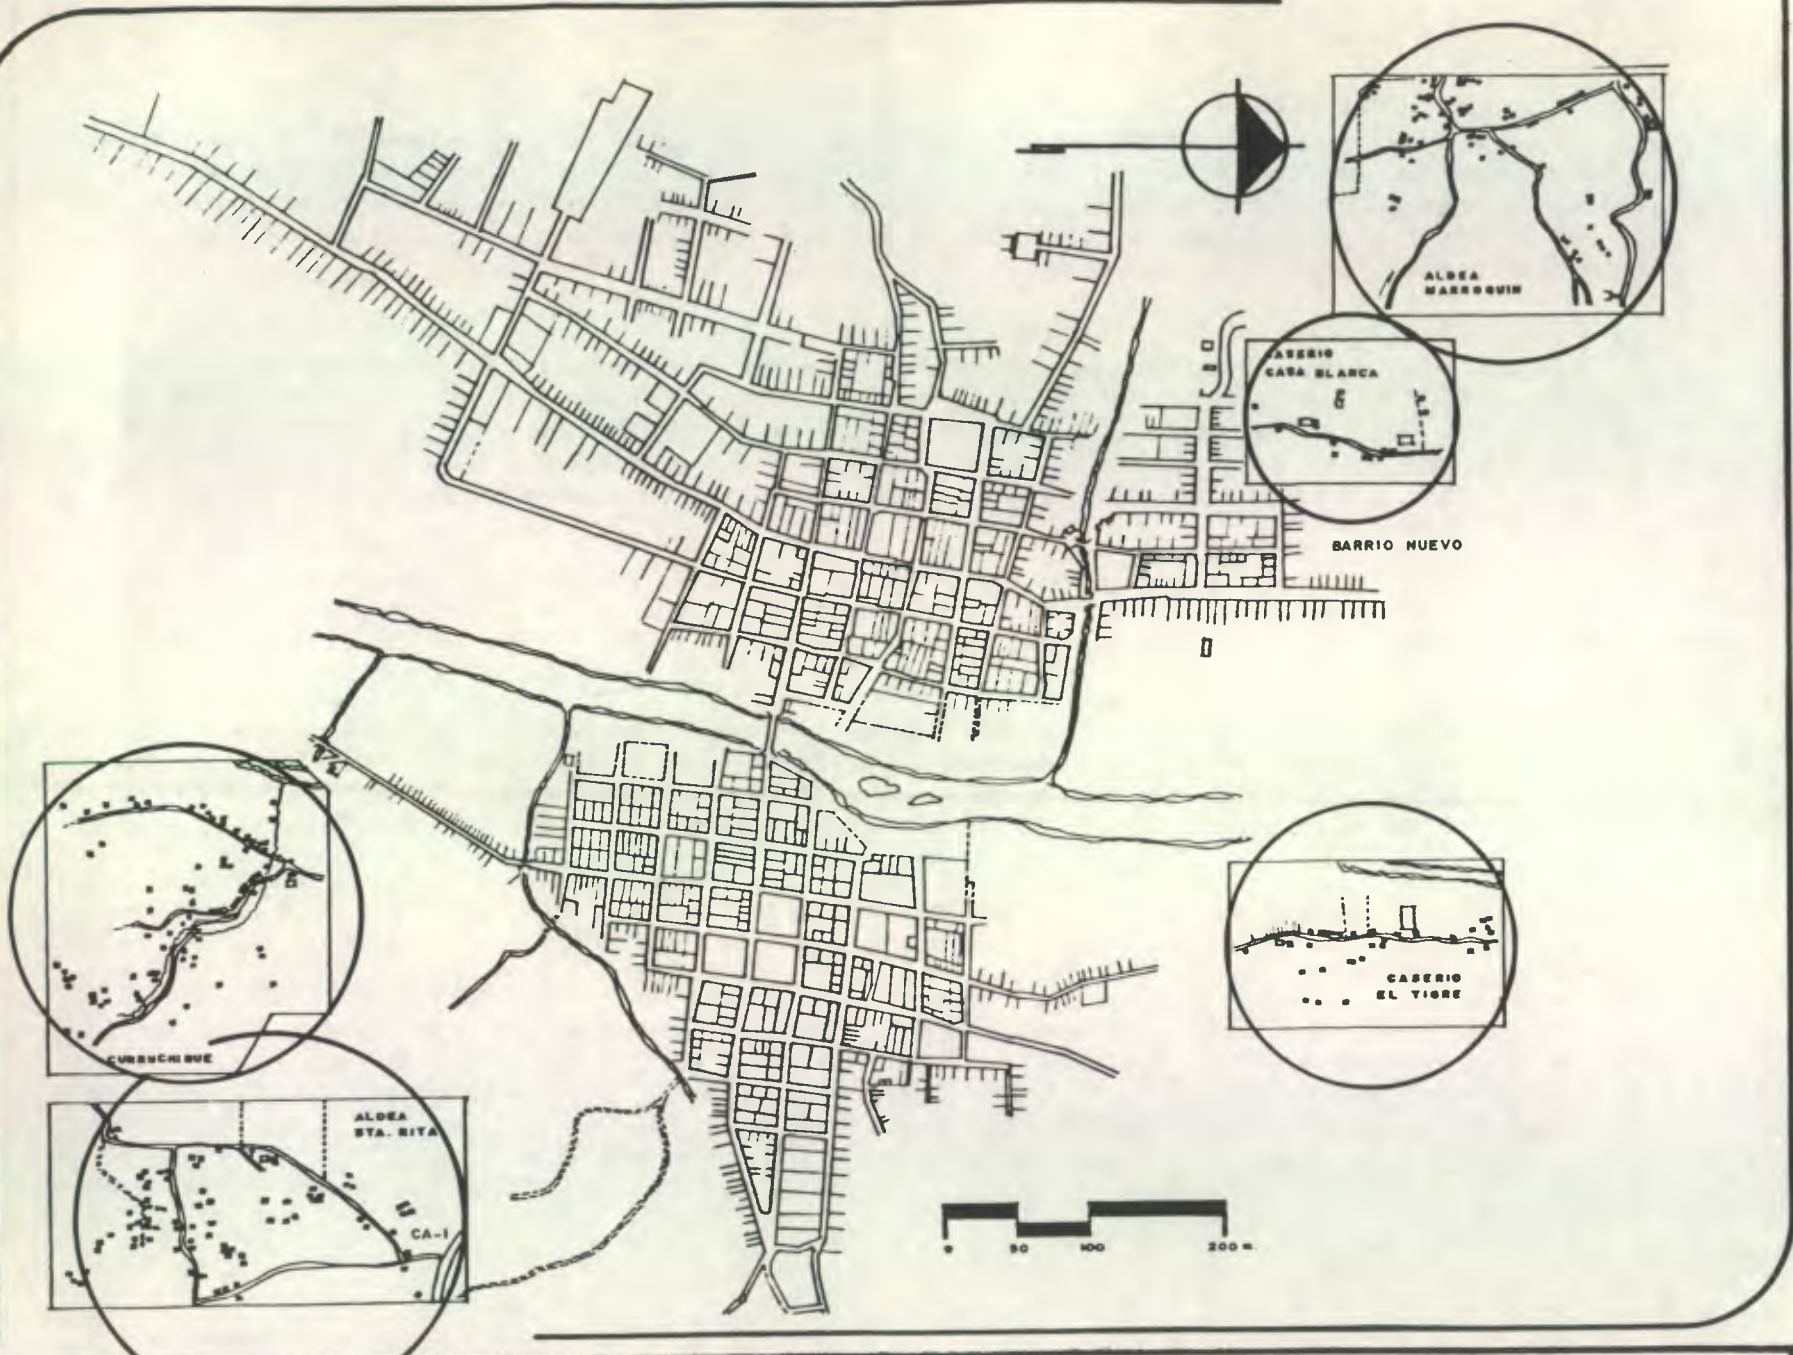 ALDEA
MARROQUIN
CASERIO
CASA BLANCA
BARRIO NUEVO
CASERIO
EL TIGRE
CURRUCHIQUE
ALDEA
STA. RITA
CA-1
0 50 100 200 m.